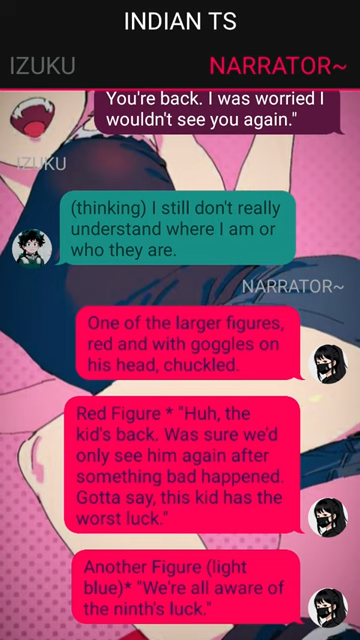 INDIAN TS
IZUKU
NARRATOR~
You're back. I was worried I
wouldn't see you again."
IZUKU
(thinking) I still don't really
understand where I am or
who they are.
NARRATOR~
One of the larger figures,
red and with goggles on
his head, chuckled.
Red Figure * "Huh, the
kid's back. Was sure we'd
only see him again after
something bad happened.
Gotta say, this kid has the
worst luck."
Another Figure (light
blue)* "We're all aware of
the ninth's luck."